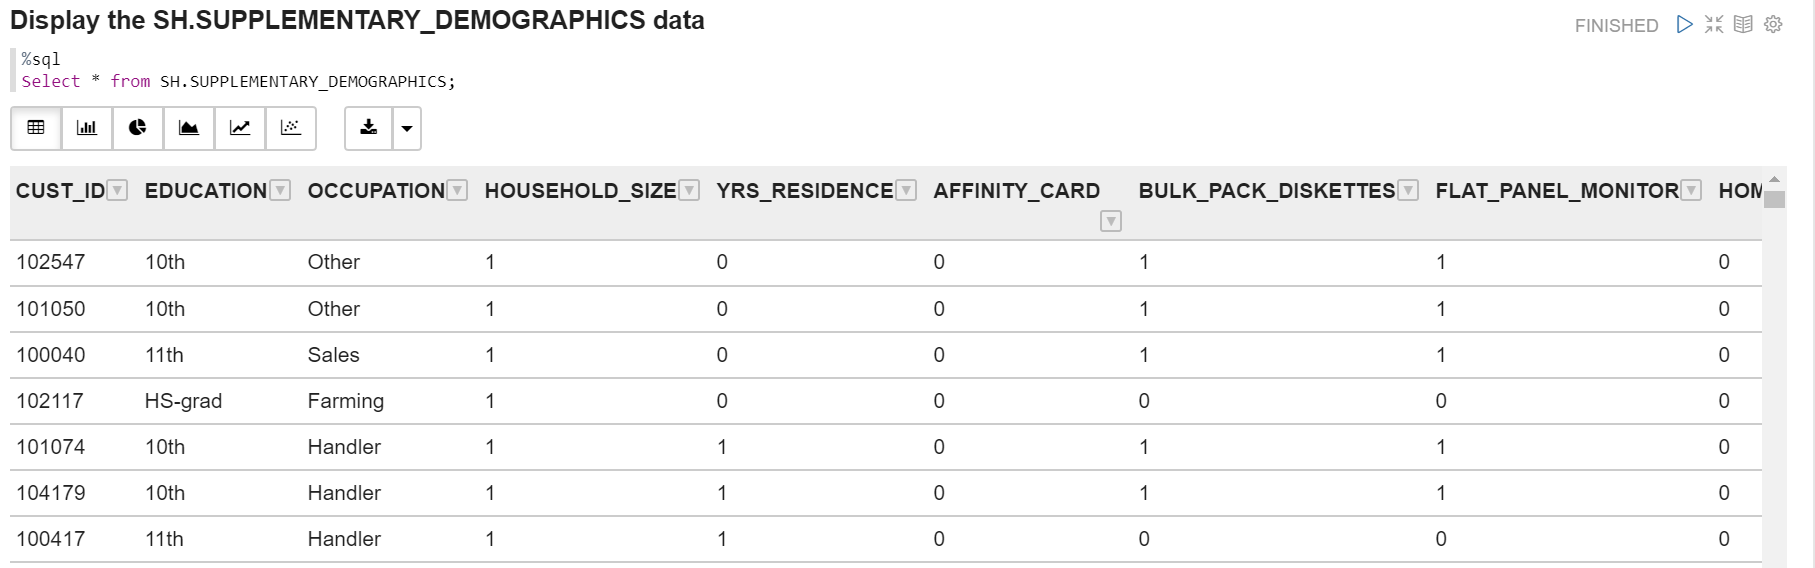 Display the SH.SUPPLEMENTARY_DEMOGRAPHICS data
FINISHED
%sql
Select * from SH.SUPPLEMENTARY_DEMOGRAPHICS;
CUST_ID EDUCATION OCCUPATION HOUSEHOLD_SIZE YRS_RESIDENCE AFFINITY_CARD BULK_PACK_DISKETTES FLAT_PANEL_MONITOR HOM
102547 10th Other 1 0 0 1 1 0
101050 10th Other 1 0 0 1 1 0
100040 11th Sales 1 0 0 1 1 0
102117 HS-grad Farming 1 0 0 0 0 0
101074 10th Handler 1 1 0 1 1 0
104179 10th Handler 1 1 0 1 1 0
100417 11th Handler 1 1 0 0 0 0